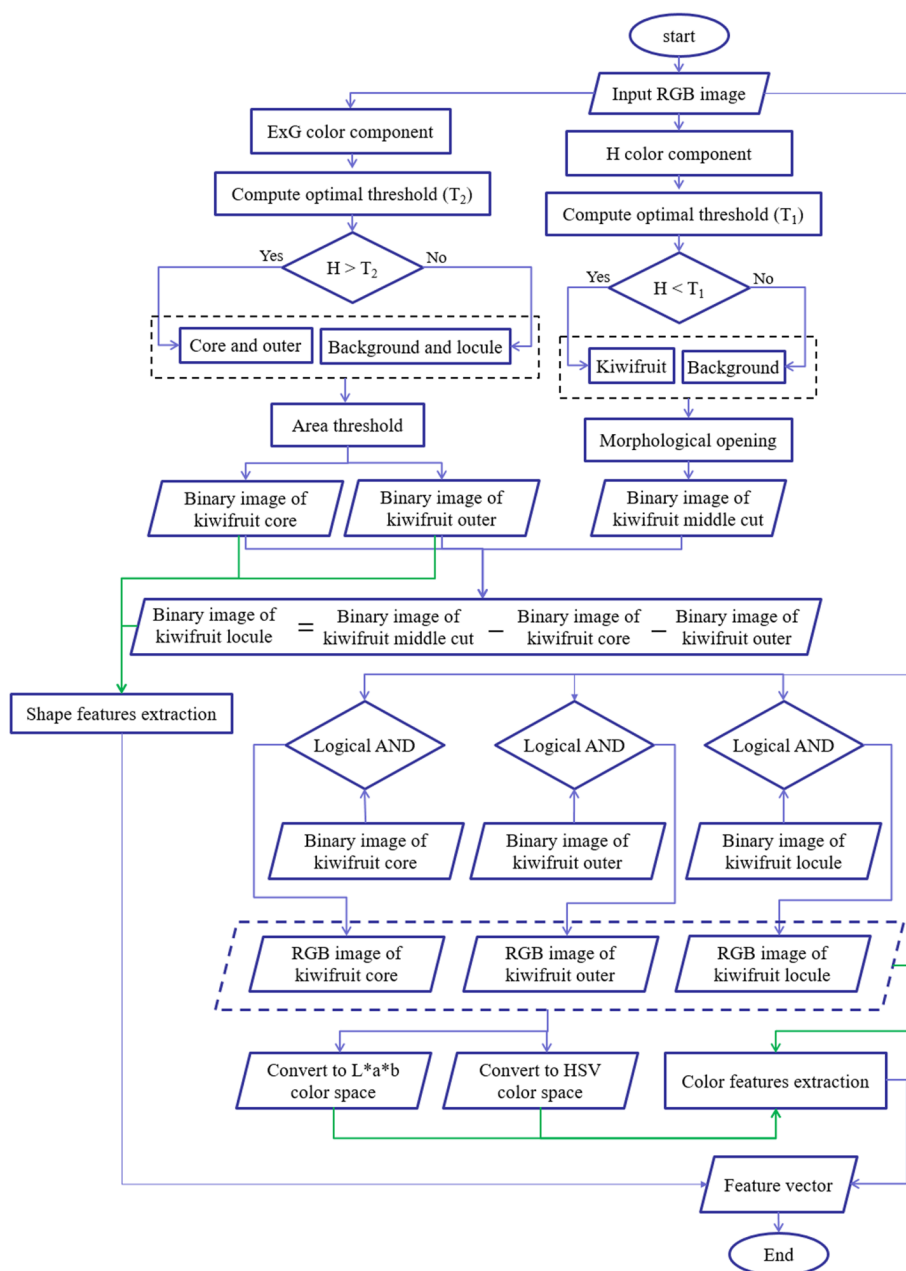 start
Input RGB image
ExG color component
H color component
Compute optimal threshold (T₂)
Compute optimal threshold (T₁)
Yes
H > T₂
No
Yes
H < T₁
No
Core and outer
Background and locule
Kiwifruit
Background
Area threshold
Morphological opening
Binary image of
kiwifruit core
Binary image of
kiwifruit outer
Binary image of
kiwifruit middle cut
Binary image of
kiwifruit locule
=
Binary image of
kiwifruit middle cut
−
Binary image of
kiwifruit core
−
Binary image of
kiwifruit outer
Shape features extraction
Logical AND
Logical AND
Logical AND
Binary image of
kiwifruit core
Binary image of
kiwifruit outer
Binary image of
kiwifruit locule
RGB image of
kiwifruit core
RGB image of
kiwifruit outer
RGB image of
kiwifruit locule
Convert to L*a*b
color space
Convert to HSV
color space
Color features extraction
Feature vector
End